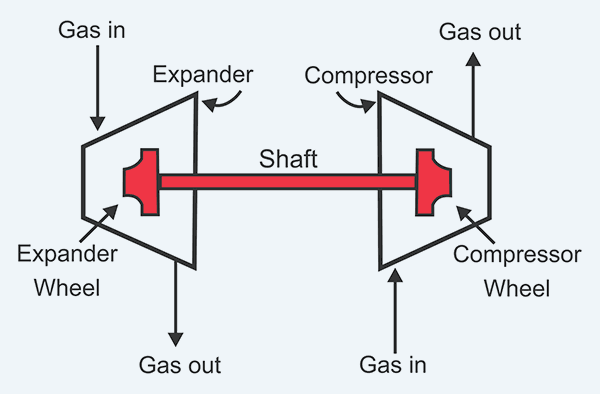 Gas in
Gas out
Expander
Compressor
Shaft
Expander
Wheel
Compressor
Wheel
Gas out
Gas in